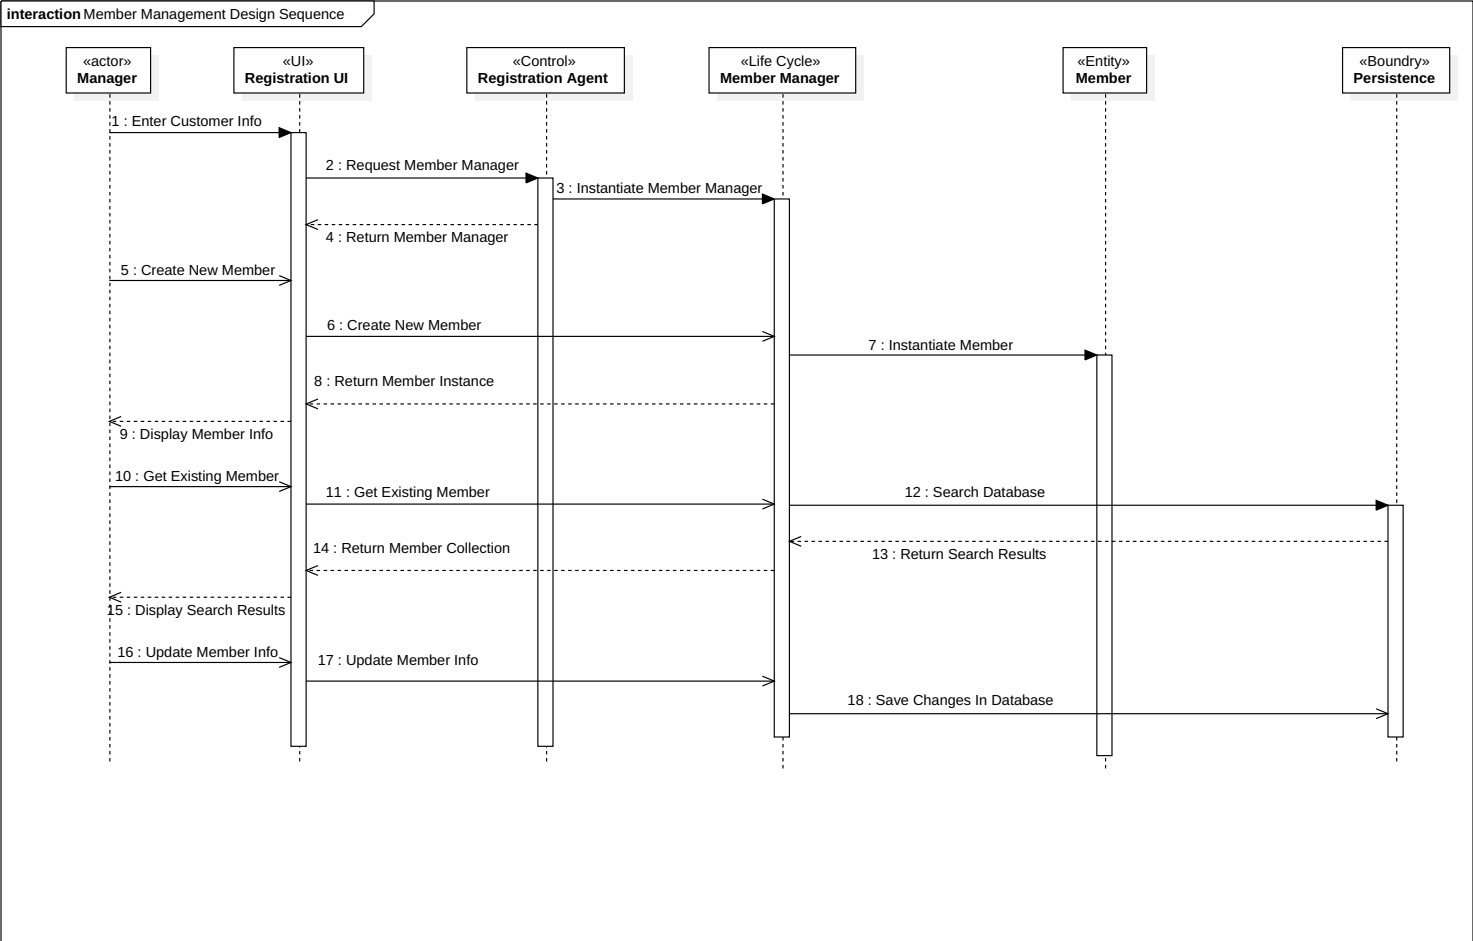 interaction Member Management Design Sequence
«actor»
Manager
«UI»
Registration UI
«Control»
Registration Agent
«Life Cycle»
Member Manager
«Entity»
Member
«Boundry»
Persistence
1 : Enter Customer Info
2 : Request Member Manager
3 : Instantiate Member Manager
4 : Return Member Manager
5 : Create New Member
6 : Create New Member
7 : Instantiate Member
8 : Return Member Instance
9 : Display Member Info
10 : Get Existing Member
11 : Get Existing Member
12 : Search Database
13 : Return Search Results
14 : Return Member Collection
15 : Display Search Results
16 : Update Member Info
17 : Update Member Info
18 : Save Changes In Database